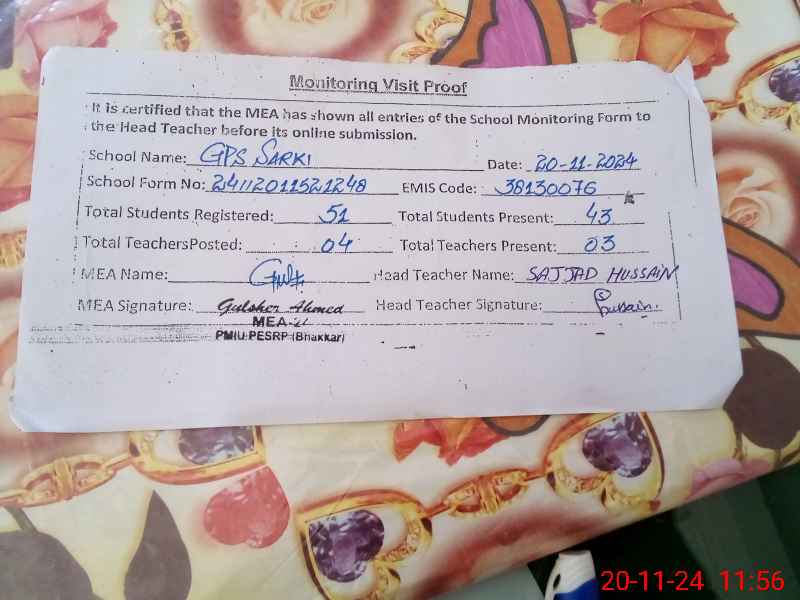 Monitoring Visit Proof
It is certified that the MEA has shown all entries of the School Monitoring Form to
the Head Teacher before its online submission.
School Name: GPS SARKI Date: 20-11-2024
School Form No: 24112011521248 EMIS Code: 38130076
Total Students Registered: 51 Total Students Present: 43
Total TeachersPosted: 04 Total Teachers Present: 03
MEA Name: Head Teacher Name: SAJJAD HUSSAIN
MEA Signature: Gulsher Ahmed Head Teacher Signature: Hussain.
MEA
PMIU-PESRP (Bhakkar)
20-11-24 11:56